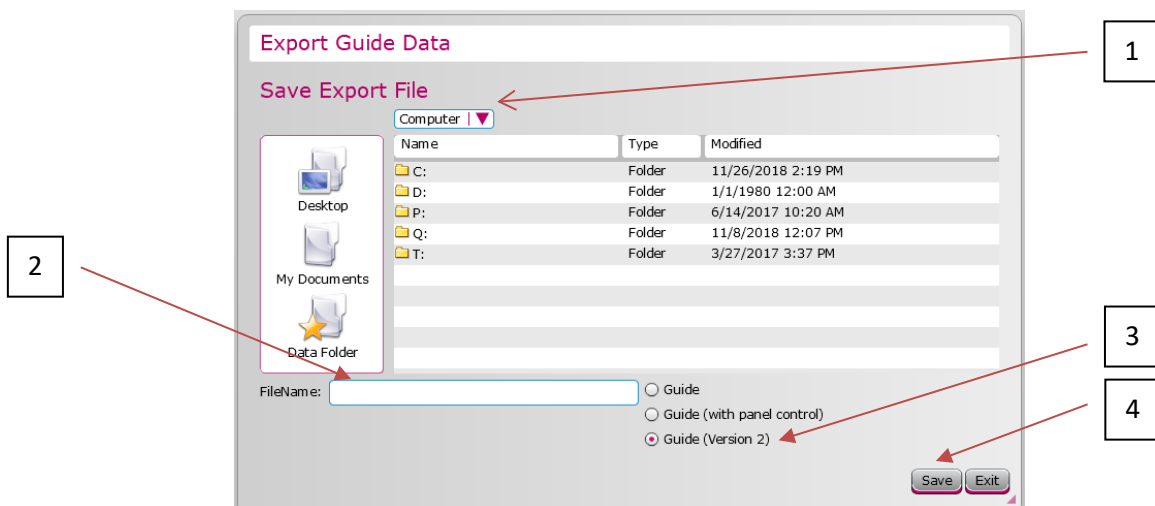 Export Guide Data
1
Save Export File
Computer
Name Type Modified
C: Folder 11/26/2018 2:19 PM
D: Folder 1/1/1980 12:00 AM
Desktop
P: Folder 6/14/2017 10:20 AM
Q: Folder 11/8/2018 12:07 PM
T: Folder 3/27/2017 3:37 PM
2
My Documents
3
Data Folder
FileName:
Guide
4
Guide (with panel control)
Guide (Version 2)
Save Exit